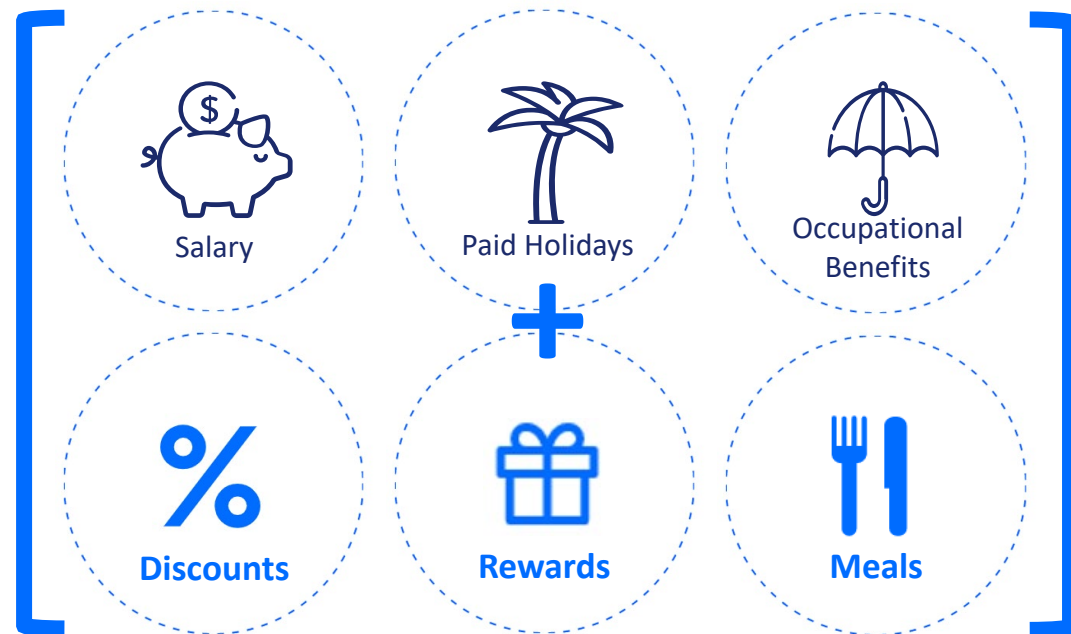 $
Salary
Paid Holidays
Occupational
Benefits
+
%
Discounts
Rewards
Meals